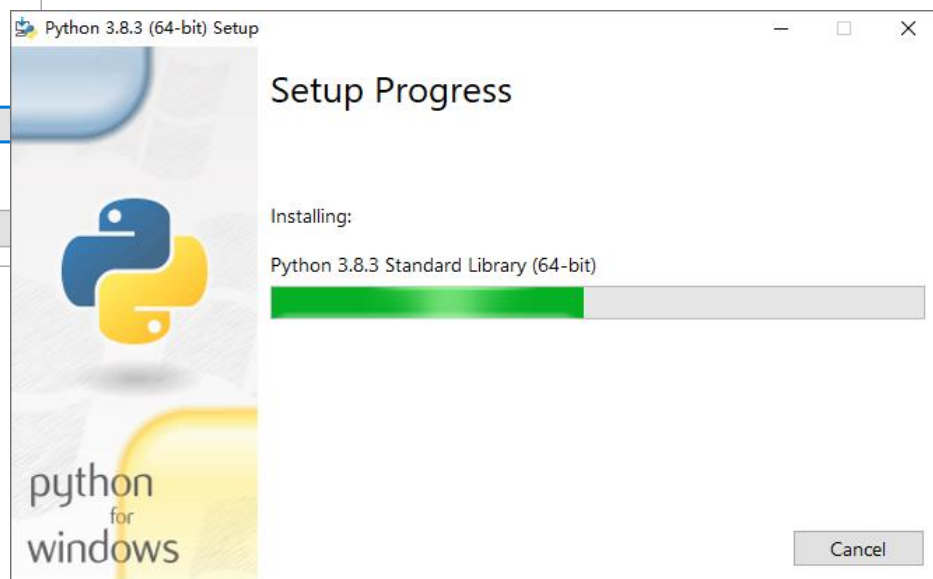 Python 3.8.3 (64-bit) Setup
Setup Progress
Installing:
Python 3.8.3 Standard Library (64-bit)
python
for
windows
Cancel